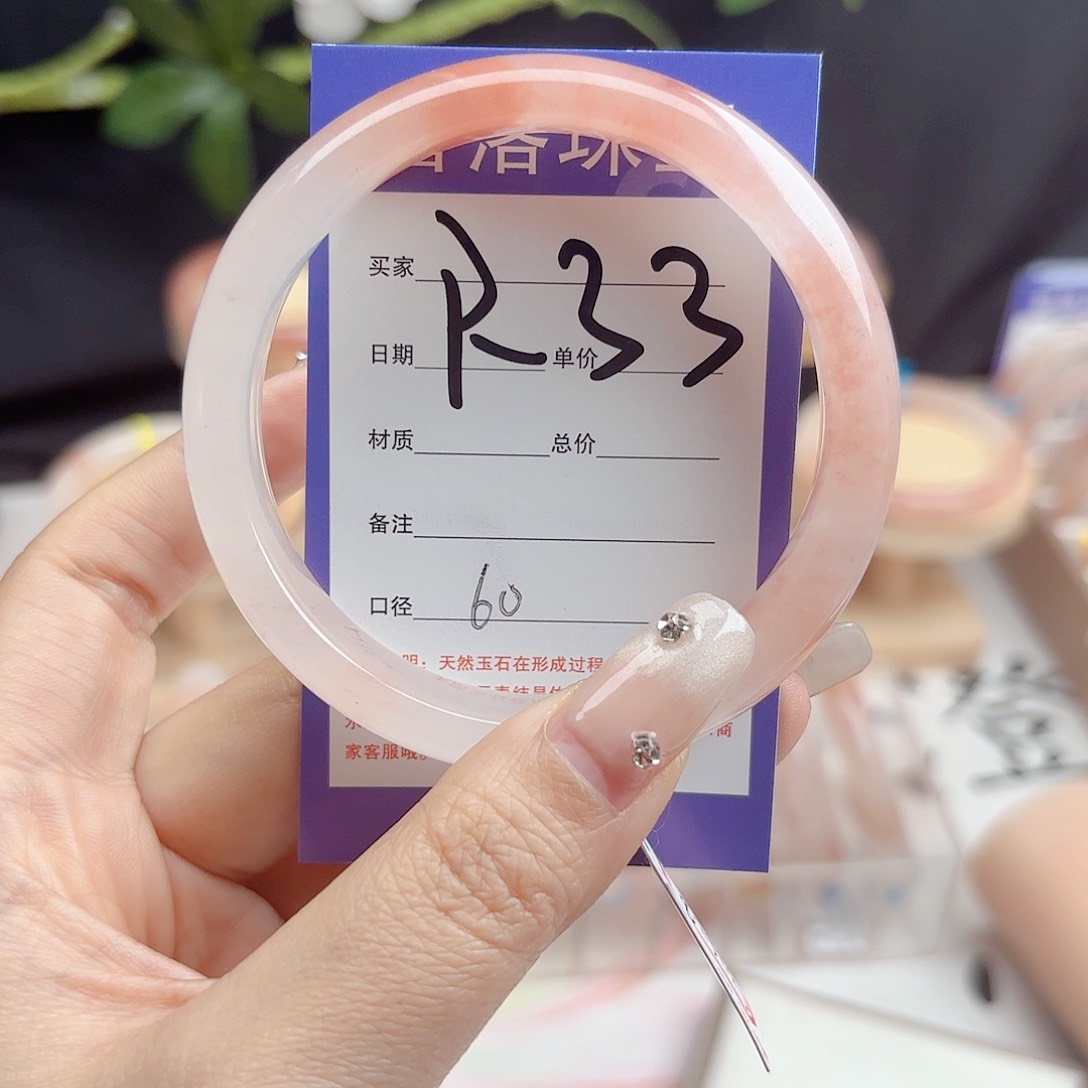 洛珠
买家 R33
日期 单价
材质 总价
备注
口径 60
明：天然玉石在形成过程
家客服哦